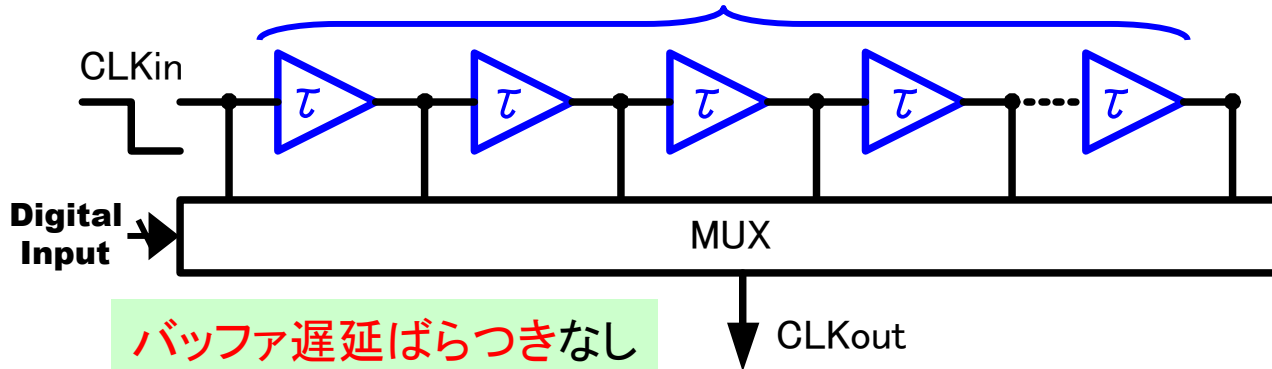 CLKin
τ τ τ τ τ
Digital
Input
MUX
バッファ遅延ばらつきなし
CLKout